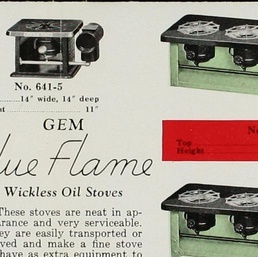 No. 641-5
14" wide, 14" deep
11"
GEM
lue Flame
Wickless Oil Stoves
These stoves are neat in ap-
arance and very serviceable.
ey are easily transported or
ved and make a fine stove
have as extra equipment to
N
Top
Height